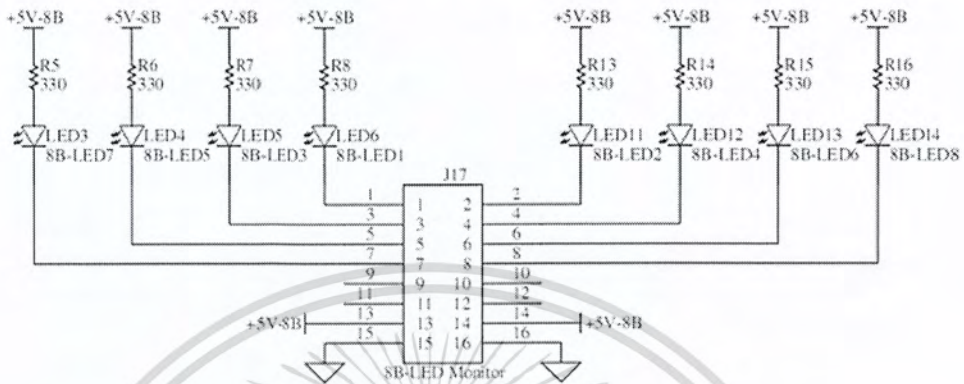 +5V-8B +5V-8B +5V-8B +5V-8B +5V-8B +5V-8B +5V-8B +5V-8B
R5 R6 R7 R8 R13 R14 R15 R16
330 330 330 330 330 330 330 330
LED3 LED4 LED5 LED6 LED11 LED12 LED13 LED14
8B-LED7 8B-LED5 8B-LED3 8B-LED1 8B-LED2 8B-LED4 8B-LED6 8B-LED8
J17
1 1 2 2
3 3 4 4
5 5 6 6
7 7 8 8
9 9 10 10
11 11 12 12
+5V-8B 13 13 14 14 +5V-8B
15 15 16 16
8B-LED Monitor